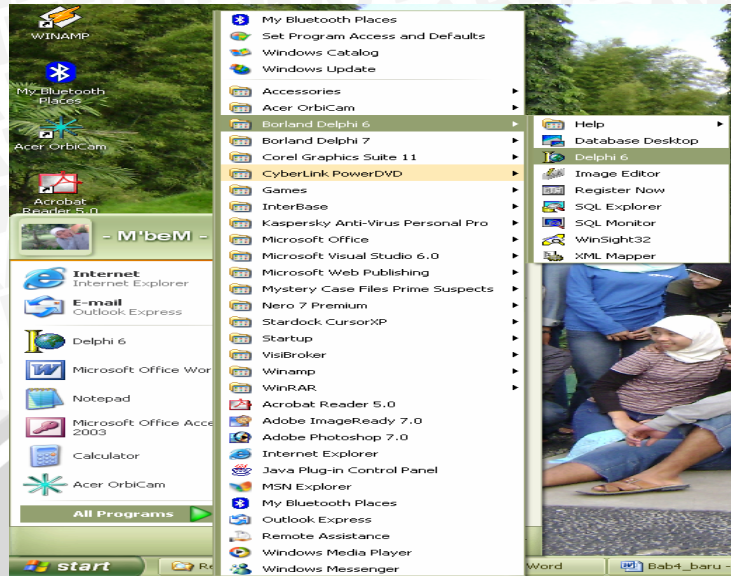 WINAMP
My Bluetooth
Places
Acer OrbiCam
Acrobat
Reader 5.0
- M'beM -
Internet
Internet Explorer
E-mail
Outlook Express
Delphi 6
Microsoft Office Wor
Notepad
Microsoft Office Acce
2003
Calculator
Acer OrbiCam
All Programs
My Bluetooth Places
Set Program Access and Defaults
Windows Catalog
Windows Update
Accessories
Acer OrbiCam
Borland Delphi 6
Borland Delphi 7
Corel Graphics Suite 11
CyberLink PowerDVD
Games
InterBase
Kaspersky Anti-Virus Personal Pro
Microsoft Office
Microsoft Visual Studio 6.0
Microsoft Web Publishing
Mystery Case Files Prime Suspects
Nero 7 Premium
Stardock CursorXP
Startup
VisiBroker
Winamp
WinRAR
Acrobat Reader 5.0
Adobe ImageReady 7.0
Adobe Photoshop 7.0
Internet Explorer
Java Plug-in Control Panel
MSN Explorer
My Bluetooth Places
Outlook Express
Remote Assistance
Windows Media Player
Windows Messenger
Help
Database Desktop
Delphi 6
Image Editor
Register Now
SQL Explorer
SQL Monitor
WinSight32
XML Mapper
start
Re
Word
Bab4_baru -